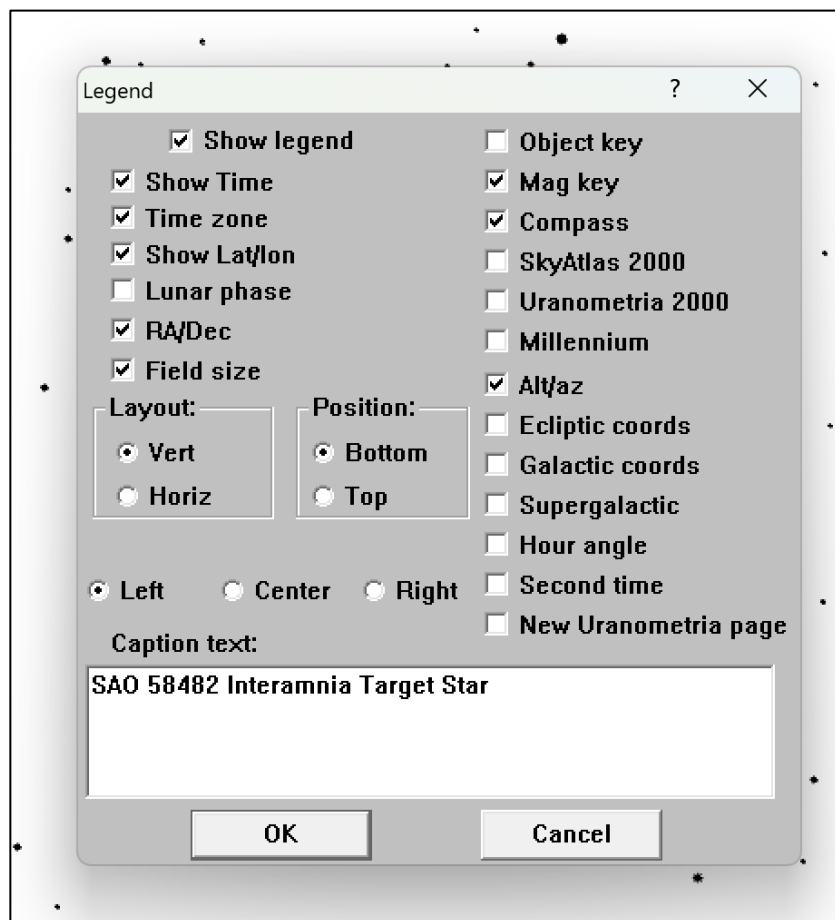 Legend
?
Show legend
Show Time
Time zone
Show Lat/lon
Lunar phase
RA/Dec
Field size
Layout:
Vert
Horiz
Position:
Bottom
Top
Left Center Right
Object key
Mag key
Compass
SkyAtlas 2000
Uranometria 2000
Millennium
Alt/az
Ecliptic coords
Galactic coords
Supergalactic
Hour angle
Second time
New Uranometria page
Caption text:
SAO 58482 Interamnia Target Star
OK Cancel